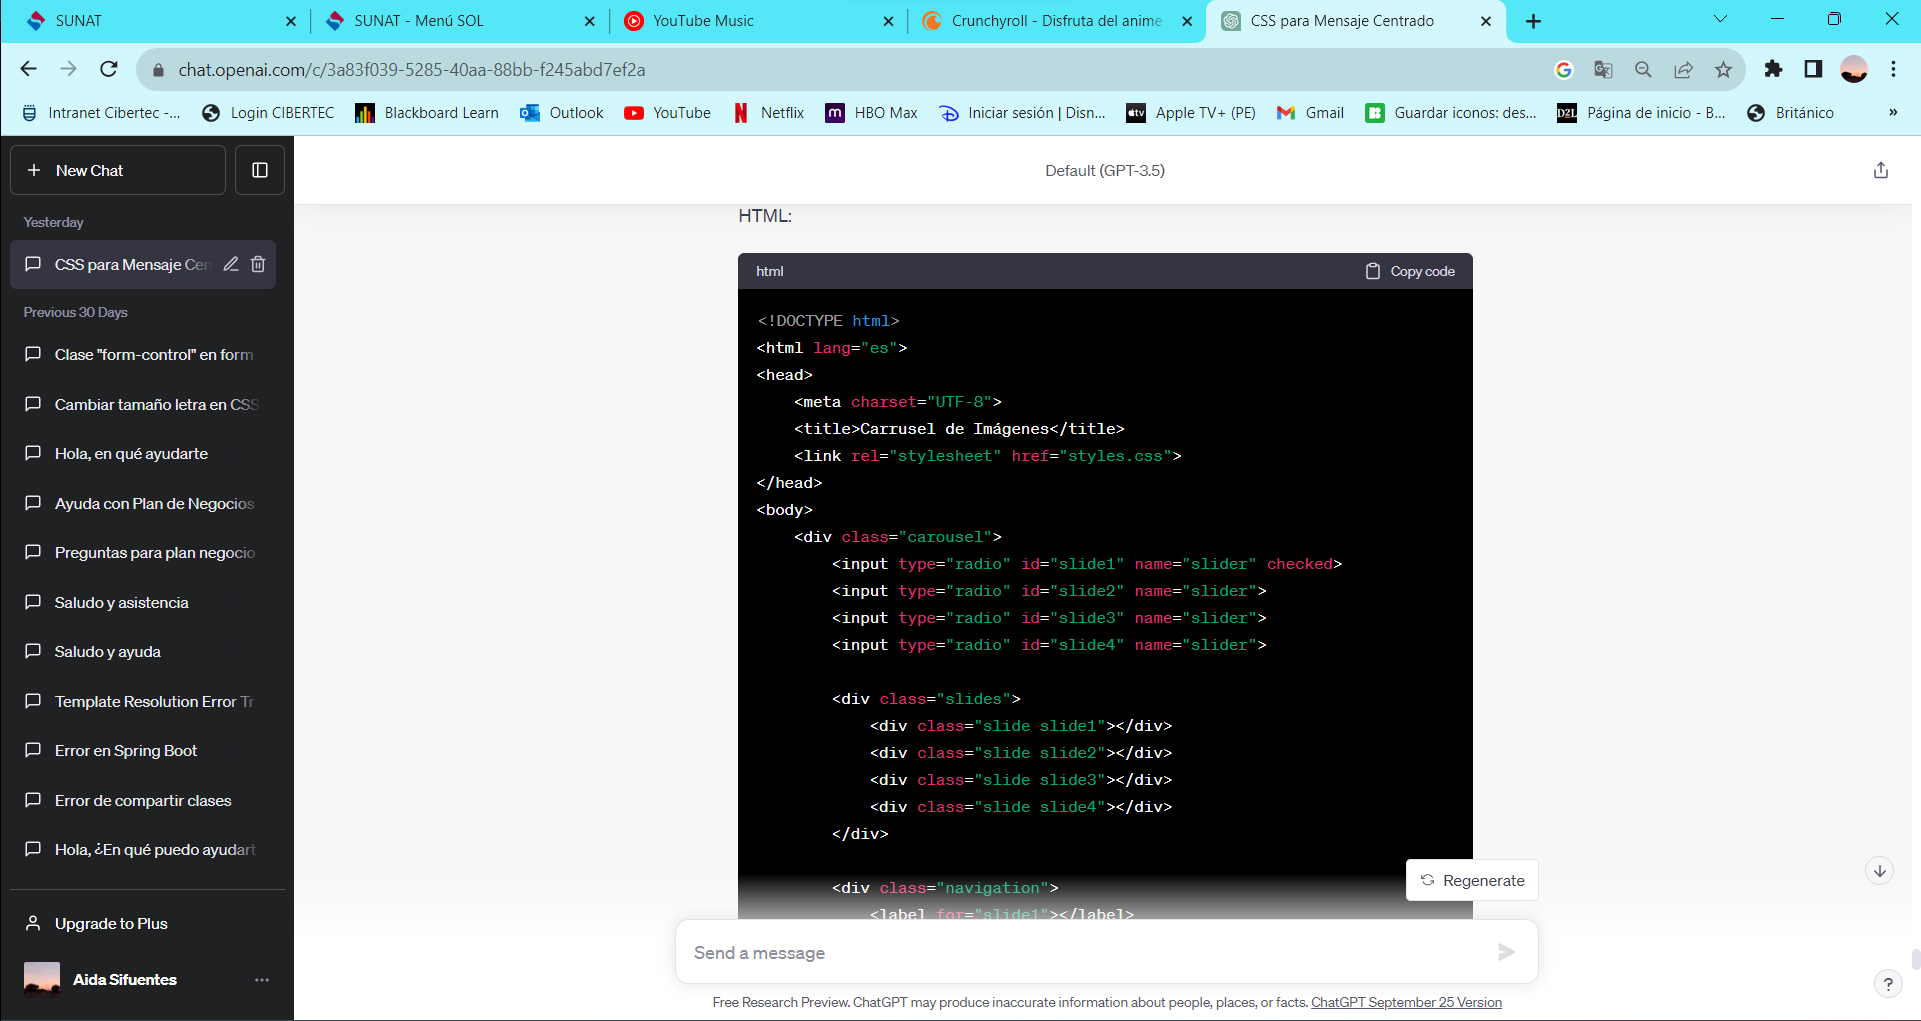 SUNAT
SUNAT - Menú SOL
YouTube Music
Crunchyroll - Disfruta del anime
CSS para Mensaje Centrado
chat.openai.com/c/3a83f039-5285-40aa-88bb-f245abd7ef2a
Intranet Cibertec -...
Login CIBERTEC
Blackboard Learn
Outlook
YouTube
Netflix
HBO Max
Iniciar sesión | Disn...
Apple TV+ (PE)
Gmail
Guardar iconos: des...
Página de inicio - B...
Británico
»
New Chat
Default (GPT-3.5)
Yesterday
CSS para Mensaje Cen
Previous 30 Days
Clase "form-control" en form
Cambiar tamaño letra en CSS
Hola, en qué ayudarte
Ayuda con Plan de Negocios
Preguntas para plan negocio
Saludo y asistencia
Saludo y ayuda
Template Resolution Error Tr
Error en Spring Boot
Error de compartir clases
Hola, ¿En qué puedo ayudart
Upgrade to Plus
Aida Sifuentes
HTML:
html
Copy code
<!DOCTYPE html>
<html lang="es">
<head>
<meta charset="UTF-8">
<title>Carrusel de Imágenes</title>
<link rel="stylesheet" href="styles.css">
</head>
<body>
<div class="carousel">
<input type="radio" id="slide1" name="slider" checked>
<input type="radio" id="slide2" name="slider">
<input type="radio" id="slide3" name="slider">
<input type="radio" id="slide4" name="slider">
<div class="slides">
<div class="slide slide1"></div>
<div class="slide slide2"></div>
<div class="slide slide3"></div>
<div class="slide slide4"></div>
</div>
<div class="navigation">
<label for="slide1"></label>
Regenerate
Send a message
Free Research Preview. ChatGPT may produce inaccurate information about people, places, or facts. ChatGPT September 25 Version
?